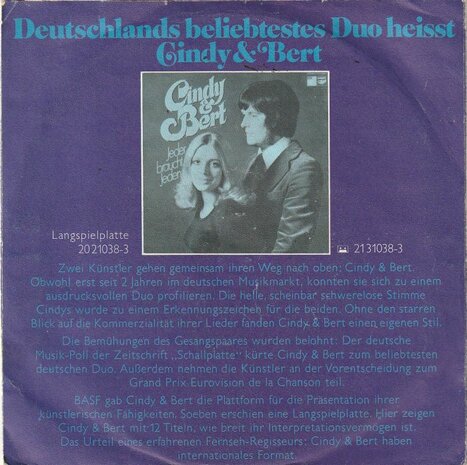 Deutschlands beliebtestes Duo heisst
Cindy & Bert
Cindy
&
Bert
Jeder
braucht
jeden
Langspielplatte
2021038-3
2131038-3
Zwei Künstler gehen gemeinsam ihren Weg nach oben: Cindy & Bert.
Obwohl erst seit 2 Jahren im deutschen Musikmarkt, konnten sie sich zu einem
ausdrucksvollen Duo profilieren. Die helle, scheinbar schwerelose Stimme
Cindys wurde zu einem Erkennungszeichen für die beiden. Ohne den starren
Blick auf die Kommerzialität ihrer Lieder fanden Cindy & Bert einen eigenen Stil.
Die Bemühungen des Gesangspaares wurden belohnt: Der deutsche
Musik-Poll der Zeitschrift „Schallplatte" kürte Cindy & Bert zum beliebtesten
deutschen Duo. Außerdem nehmen die Künstler an der Vorentscheidung zum
Grand Prix Eurovision de la Chanson teil.
BASF gab Cindy & Bert die Plattform für die Präsentation ihrer
künstlerischen Fähigkeiten. Soeben erschien eine Langspielplatte. Hier zeigen
Cindy & Bert mit 12 Titeln, wie breit ihr Interpretationsvermögen ist.
Das Urteil eines erfahrenen Fernseh-Regisseurs: Cindy & Bert haben
internationales Format.